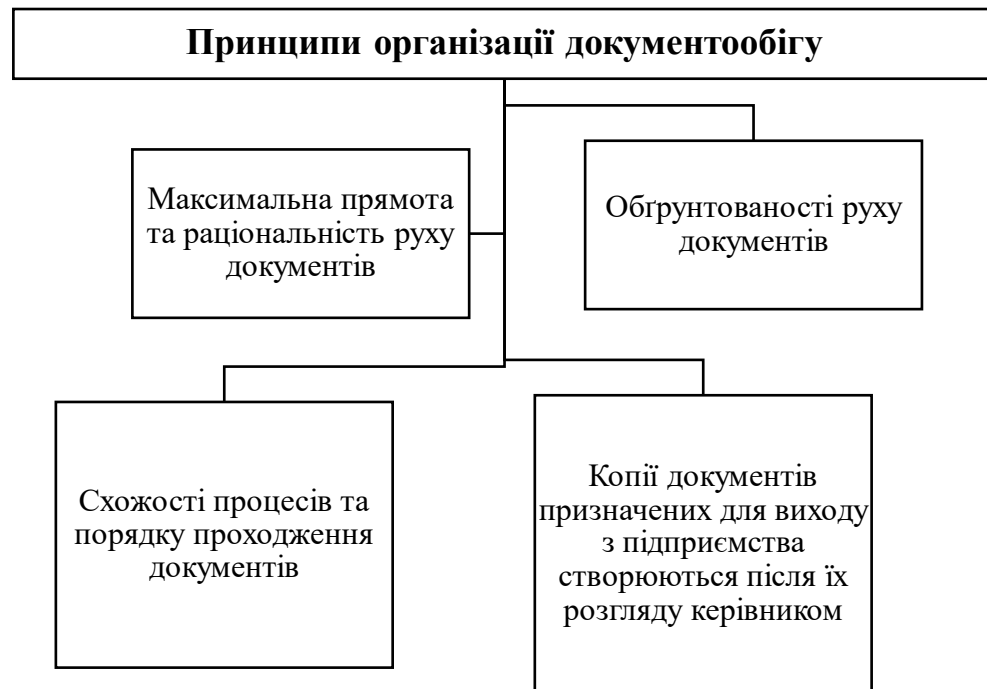 Принципи організації документообігу
Максимальна прямота
та раціональність руху
документів
Обґрунтованості руху
документів
Схожості процесів та
порядку проходження
документів
Копії документів
призначених для виходу
з підприємства
створюються після їх
розгляду керівником